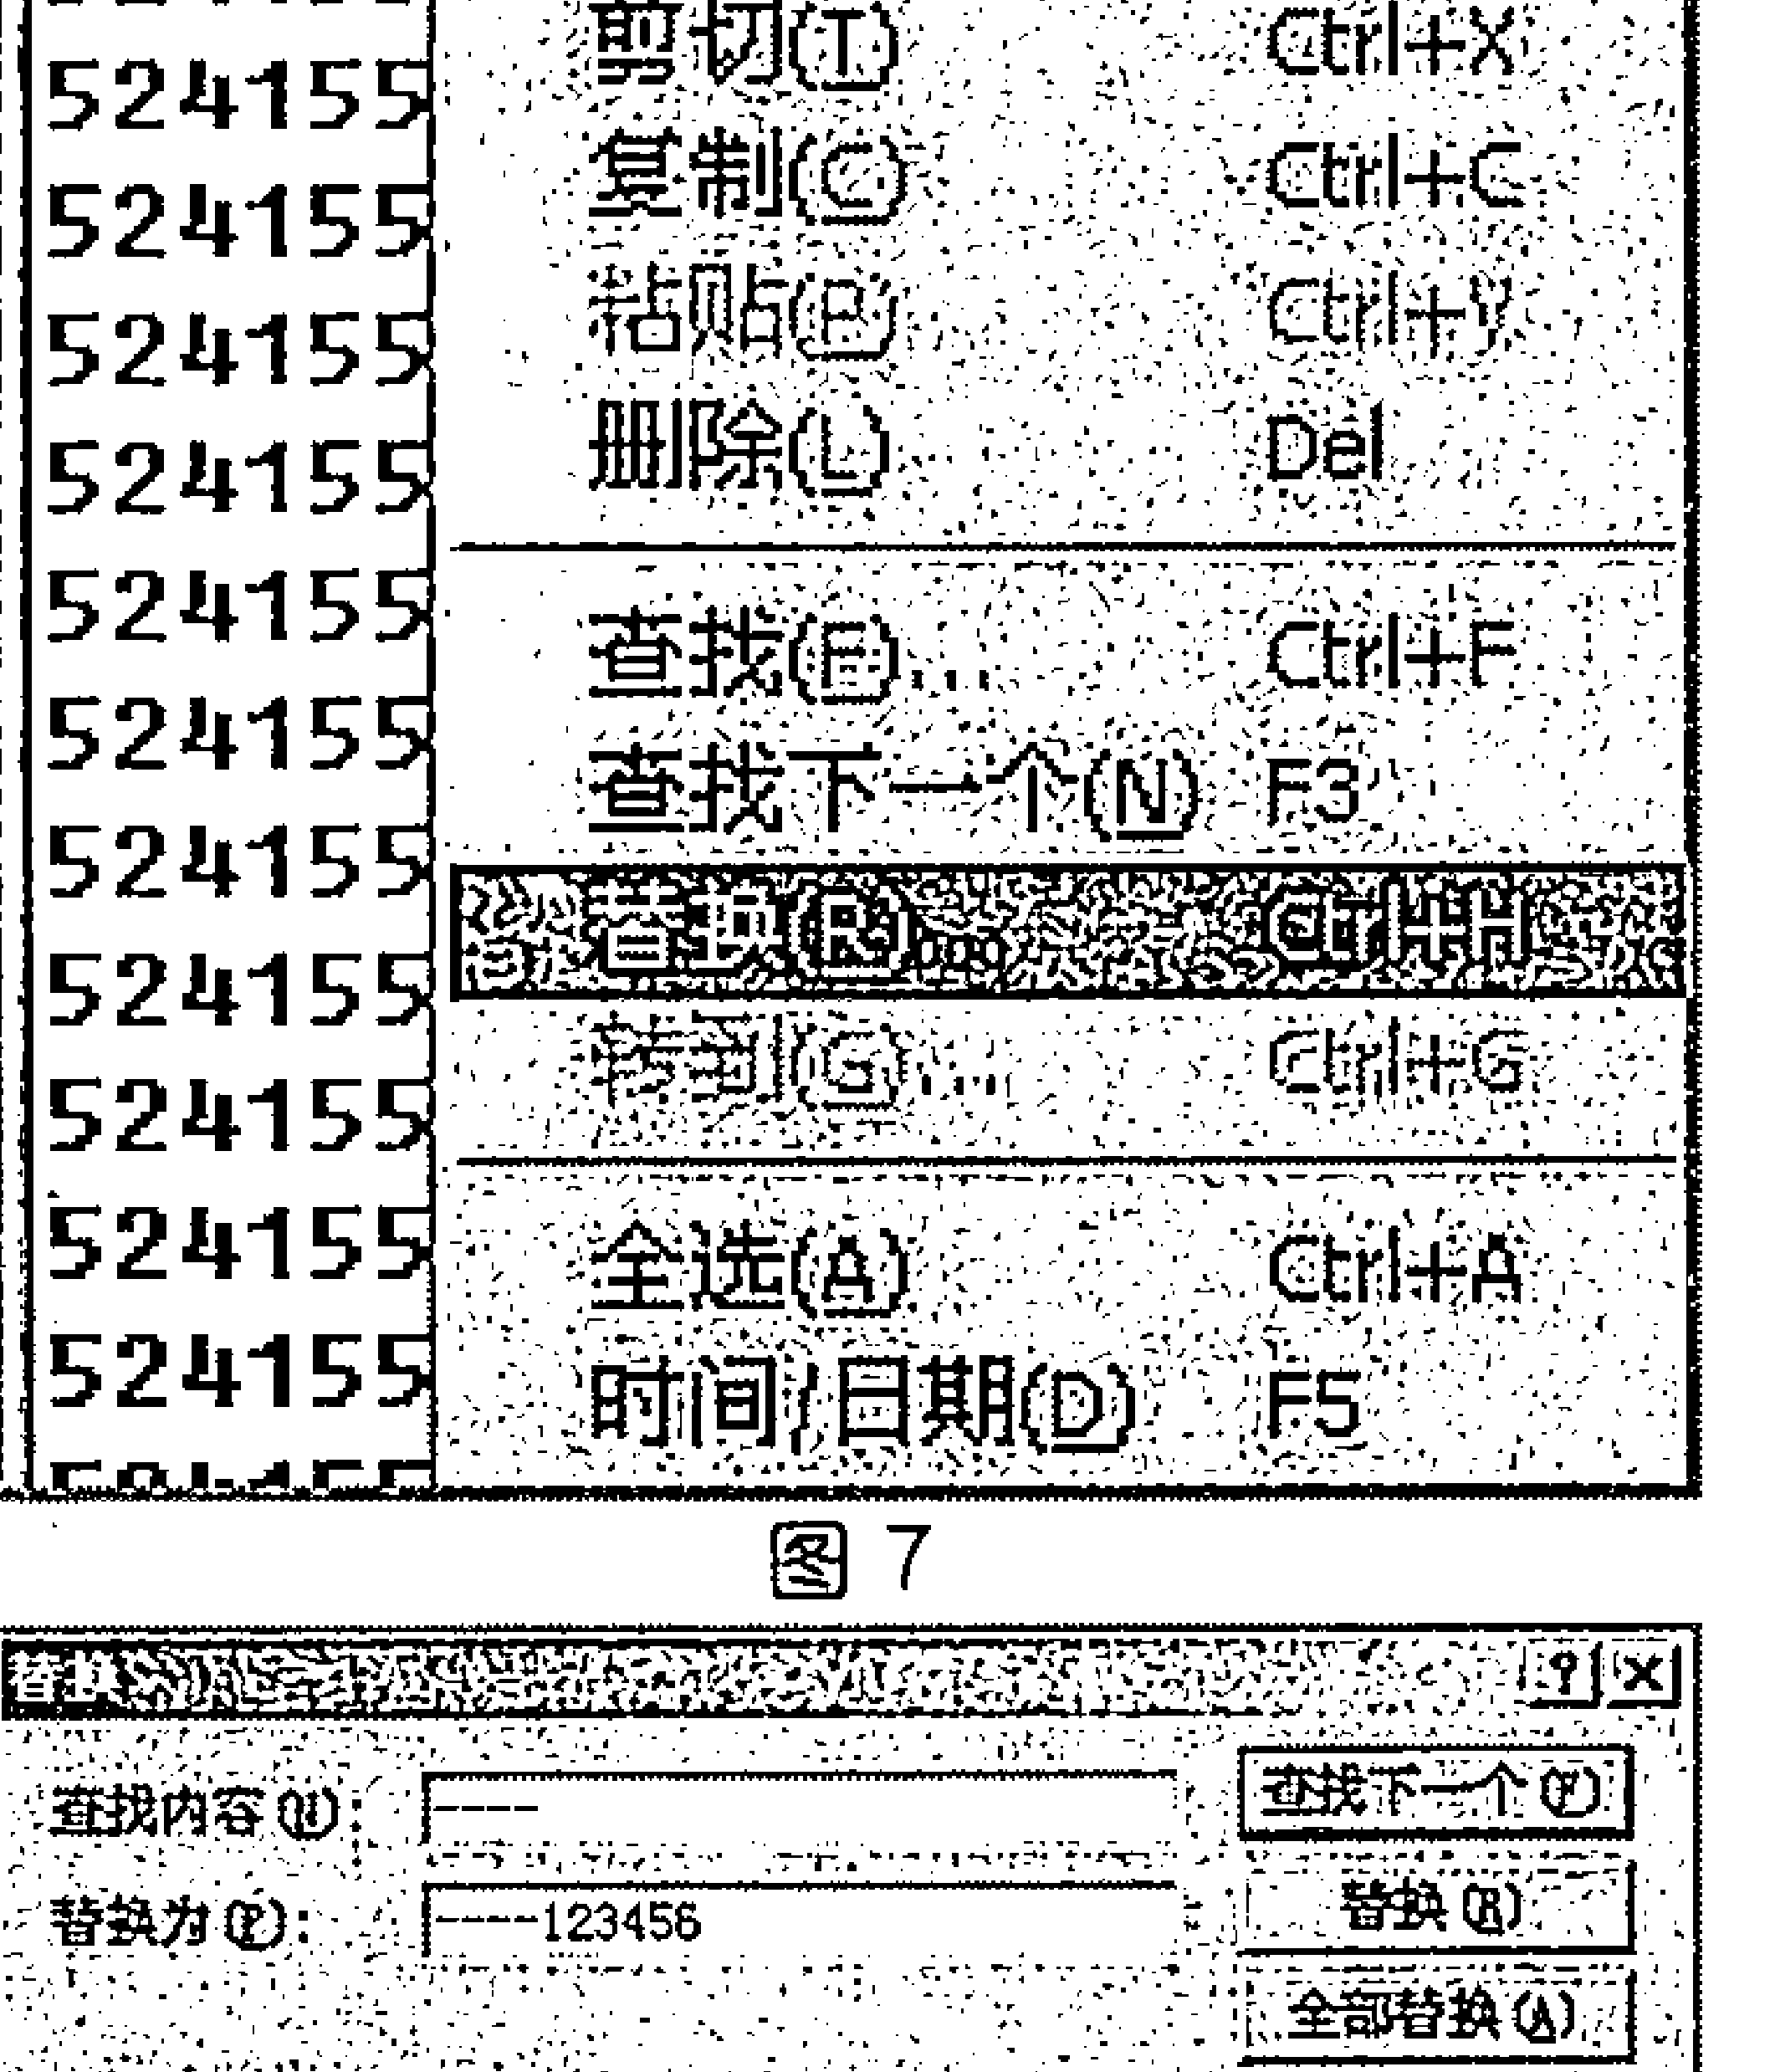 剪切(T) Ctrl+X
524155
复制(C) Ctrl+C
524155
粘贴(P) Ctrl+V
524155
删除(L) Del
524155
524155
查找(F)... Ctrl+F
524155
查找下一个(N) F3
524155
替换(R)... Ctrl+H
524155
转到(G)... Ctrl+G
524155
524155
全选(A) Ctrl+A
524155
时间/日期(D) F5
524155
图 7
替换
查找内容(N): ---- 查找下一个(F)
替换为(P): ----123456 替换(R)
全部替换(A)